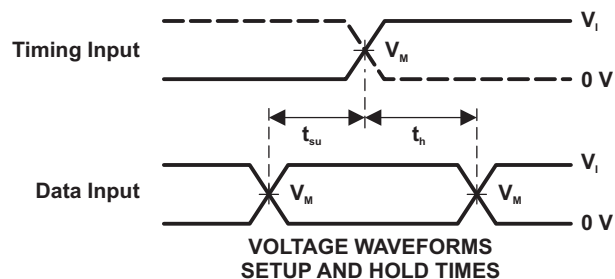 V_I
Timing Input
V_M
0 V
t_su
t_h
V_I
Data Input
V_M
V_M
0 V
VOLTAGE WAVEFORMS
SETUP AND HOLD TIMES